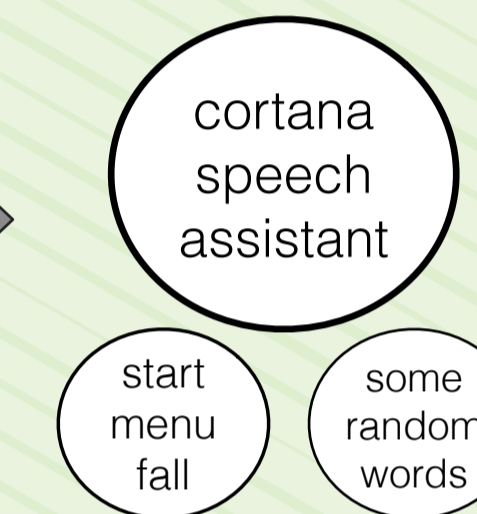 cortana
speech
assistant
start
menu
fall
some
random
words